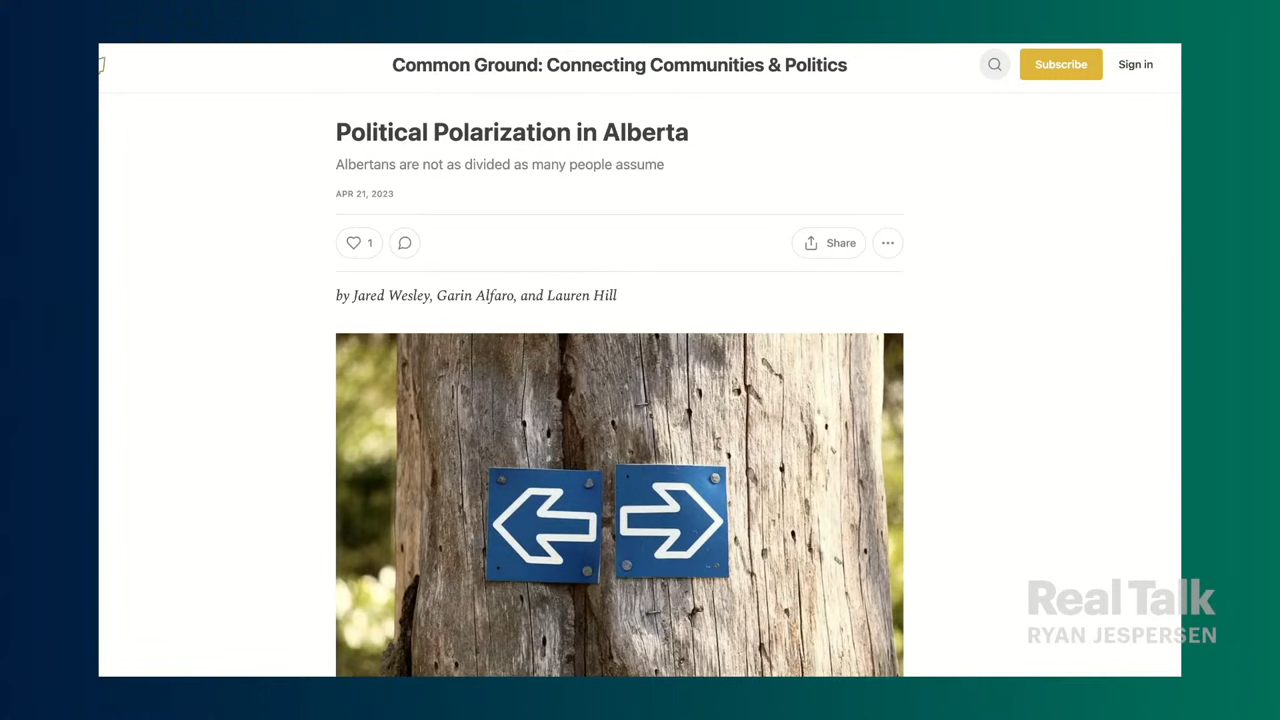 Common Ground: Connecting Communities & Politics
Subscribe
Sign in
Political Polarization in Alberta
Albertans are not as divided as many people assume
APR 21, 2023
1
Share
by Jared Wesley, Garin Alfaro, and Lauren Hill
Real Talk
RYAN JESPERSEN